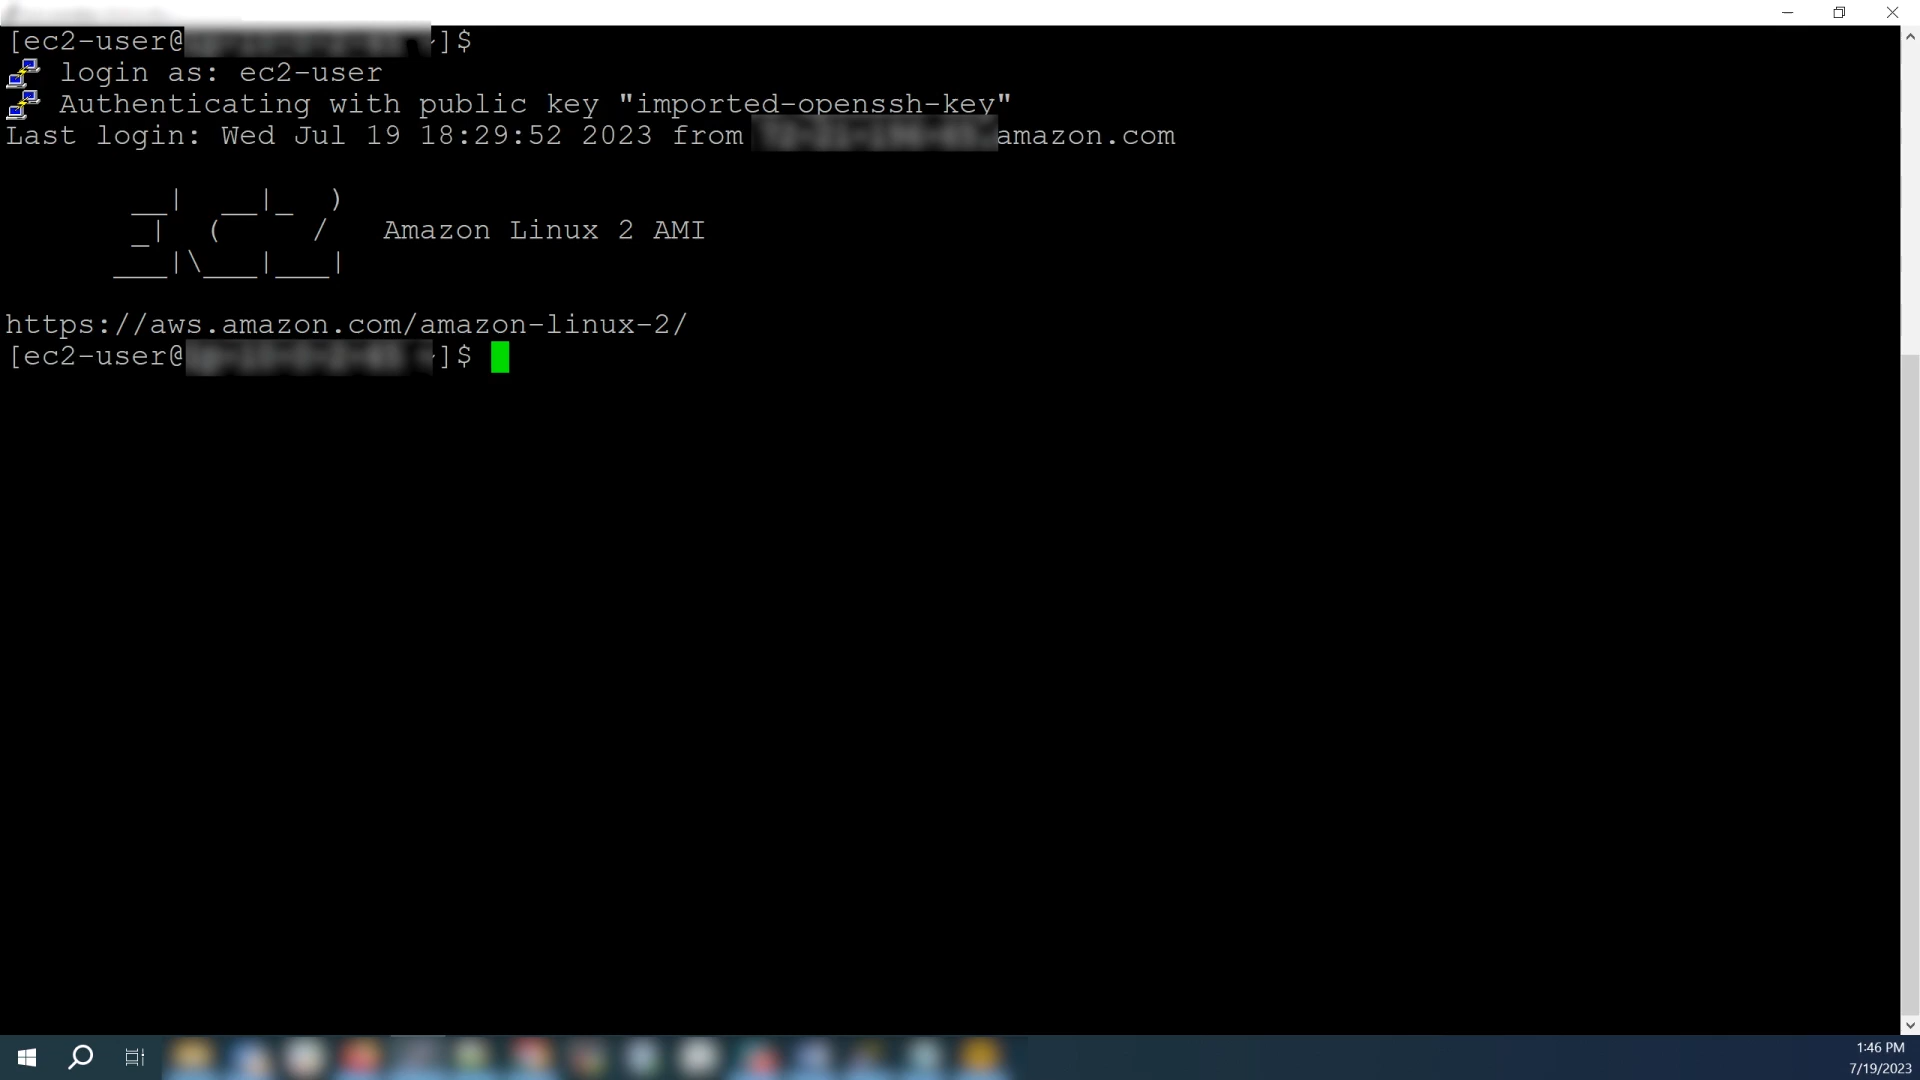 [ec2-user@ ~]$
login as: ec2-user
Authenticating with public key "imported-openssh-key"
Last login: Wed Jul 19 18:29:52 2023 from amazon.com
__| __|_ )
_| ( / Amazon Linux 2 AMI
___|\___|___|
https://aws.amazon.com/amazon-linux-2/
[ec2-user@ ~]$
1:46 PM
7/19/2023